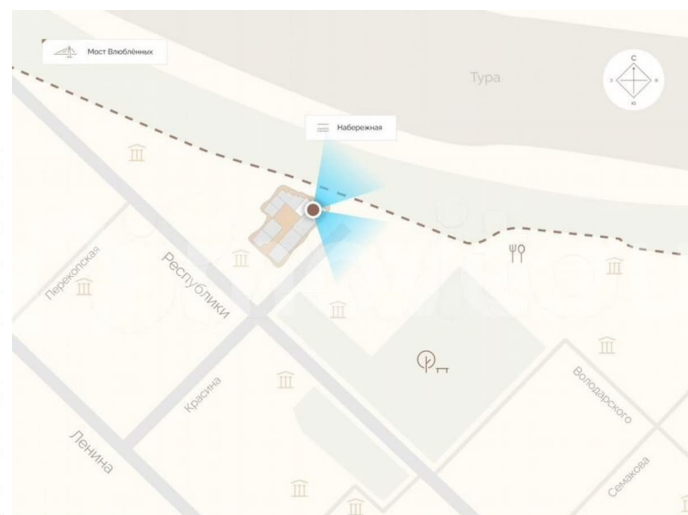 Мост Влюблённых
С
Тура
З
В
Ю
Набережная
Перекопская
Республики
Красина
Ленина
Володарского
Семакова